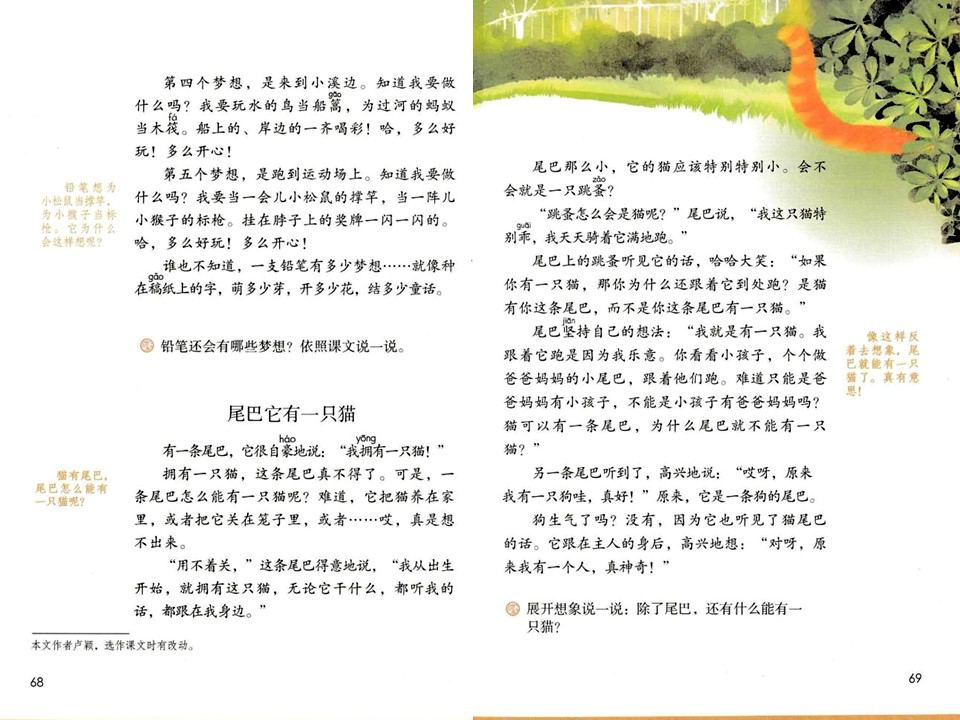 第四个梦想，是来到小溪边。知道我要做
什么吗？我要玩水的鸟当船篙，为过河的蚂蚁
gāo
当木筏。船上的、岸边的一齐喝彩！哈，多么好
fá
玩！多么开心！
第五个梦想，是跑到运动场上。知道我要做
什么吗？我要当一会儿小松鼠的撑竿，当一阵儿
小猴子的标枪。挂在脖子上的奖牌一闪一闪的。
哈，多么好玩！多么开心！
铅笔想为
小松鼠当撑竿，
为小猴子当标
枪。它为什么
会这样想呢？
谁也不知道，一支铅笔有多少梦想……就像种
在稿纸上的字，萌多少芽，开多少花，结多少童话。
gǎo
铅笔还会有哪些梦想？依照课文说一说。
尾巴它有一只猫
háo
yōng
有一条尾巴，它很自豪地说：“我拥有一只猫！”
拥有一只猫，这条尾巴真不得了。可是，一
条尾巴怎么能有一只猫呢？难道，它把猫养在家
里，或者把它关在笼子里，或者……哎，真是想
不出来。
猫有尾巴，
尾巴怎么能有
一只猫呢？
“用不着关，”这条尾巴得意地说，“我从出生
开始，就拥有这只猫，无论它干什么，都听我的
话，都跟在我身边。”
本文作者卢颖，选作课文时有改动。
68
尾巴那么小，它的猫应该特别特别小。会不
会就是一只跳蚤？
zǎo
“跳蚤怎么会是猫呢？”尾巴说，“我这只猫特
别乖，我天天骑着它满地跑。”
guāi
尾巴上的跳蚤听见它的话，哈哈大笑：“如果
你有一只猫，那你为什么还跟着它到处跑？是猫
有你这条尾巴，而不是你这条尾巴有一只猫。”
jiān
尾巴坚持自己的想法：“我就是有一只猫。我
跟着它跑是因为我乐意。你看看小孩子，个个做
爸爸妈妈的小尾巴，跟着他们跑。难道只能是爸
爸妈妈有小孩子，不能是小孩子有爸爸妈妈吗？
猫可以有一条尾巴，为什么尾巴就不能有一只
猫？”
像这样反
着去想象，尾
巴就能有一只
猫了。真有意
思！
另一条尾巴听到了，高兴地说：“哎呀，原来
我有一只狗哇，真好！”原来，它是一条狗的尾巴。
狗生气了吗？没有，因为它也听见了猫尾巴
的话。它跟在主人的身后，高兴地想：“对呀，原
来我有一个人，真神奇！”
展开想象说一说：除了尾巴，还有什么能有一
只猫？
69